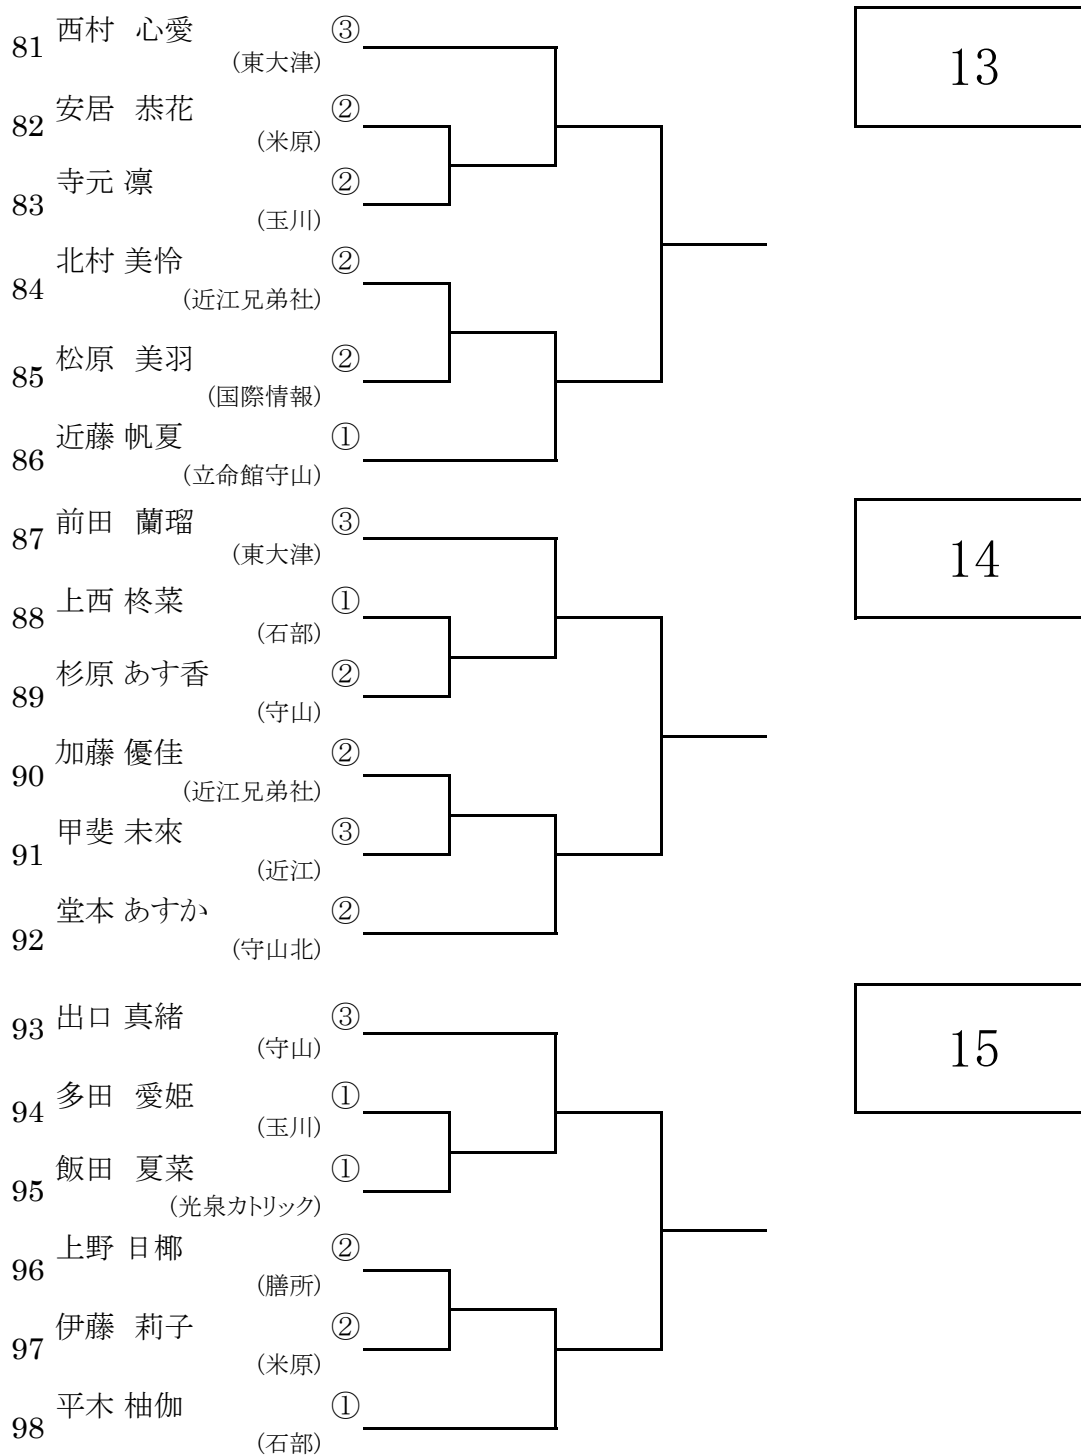 81 西村 心愛 ③
(東大津)
82 安居 恭花 ②
(米原)
83 寺元 凛 ②
(玉川)
84 北村 美怜 ②
(近江兄弟社)
85 松原 美羽 ②
(国際情報)
86 近藤 帆夏 ①
(立命館守山)
13
87 前田 蘭瑠 ③
(東大津)
88 上西 柊菜 ①
(石部)
89 杉原 あす香 ②
(守山)
90 加藤 優佳 ②
(近江兄弟社)
91 甲斐 未來 ③
(近江)
92 堂本 あすか ②
(守山北)
14
93 出口 真緒 ③
(守山)
94 多田 愛姫 ①
(玉川)
95 飯田 夏菜 ①
(光泉カトリック)
96 上野 日椰 ②
(膳所)
97 伊藤 莉子 ②
(米原)
98 平木 柚伽 ①
(石部)
15